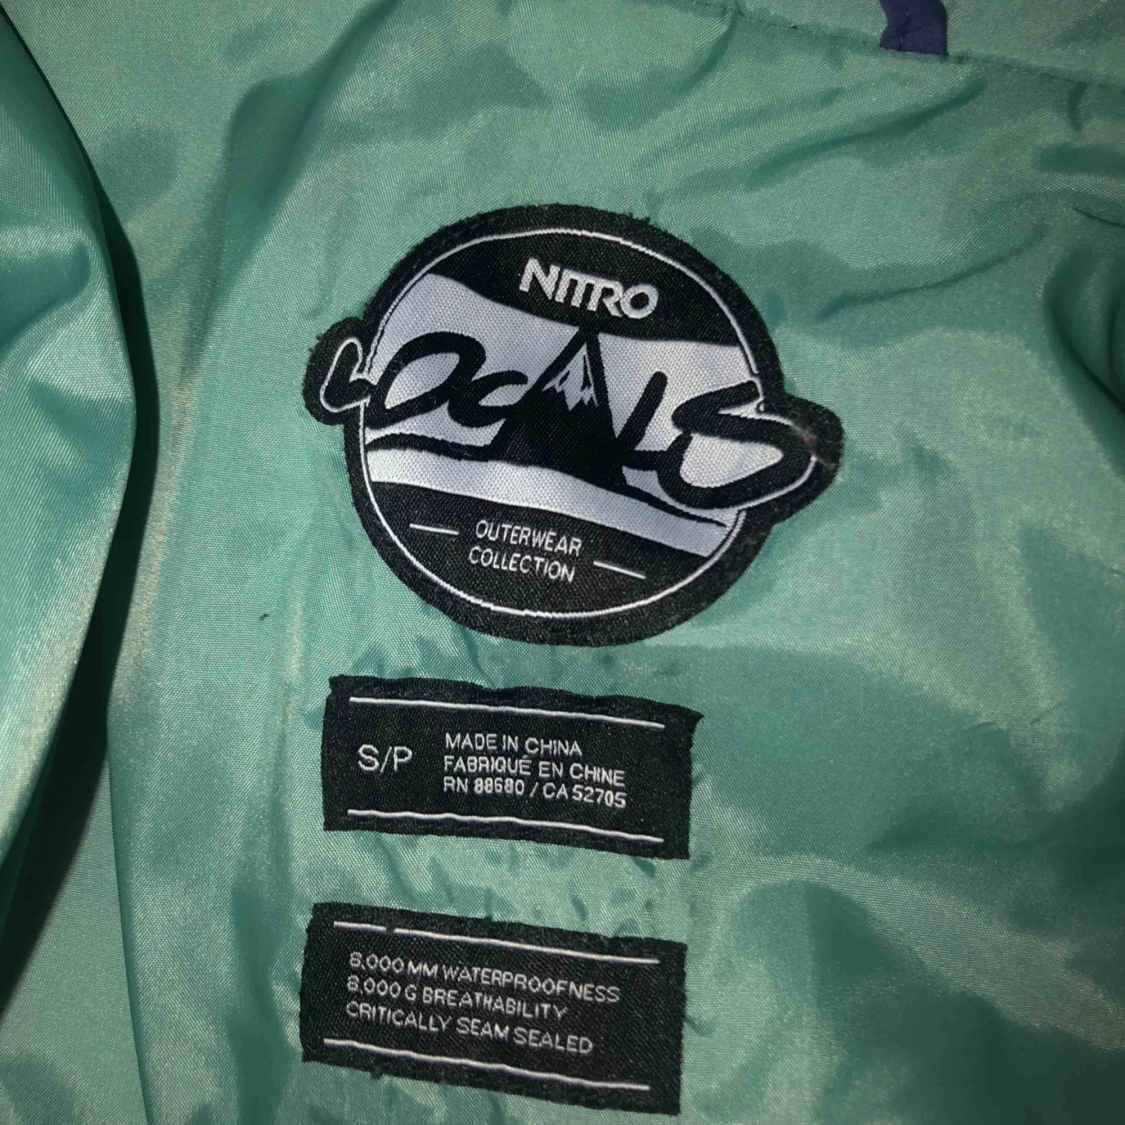 NITRO
LOCALS
OUTERWEAR
COLLECTION
S/P
MADE IN CHINA
FABRIQUÉ EN CHINE
RN 88680 / CA 52705
8,000 MM WATERPROOFNESS
8,000 G BREATHABILITY
CRITICALLY SEAM SEALED